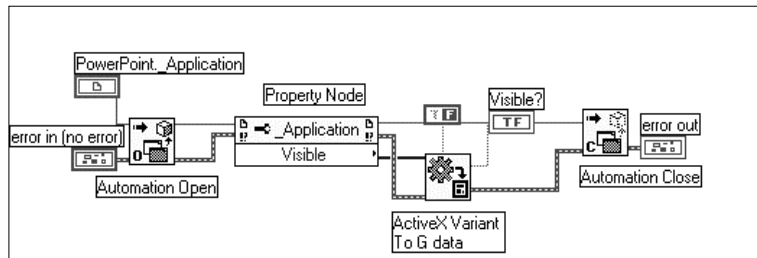 PowerPoint._Application
Property Node
Visible?
F
TF
error in (no error)
_Application
error out
Visible
O
C
Automation Open
Automation Close
ActiveX Variant
To G data